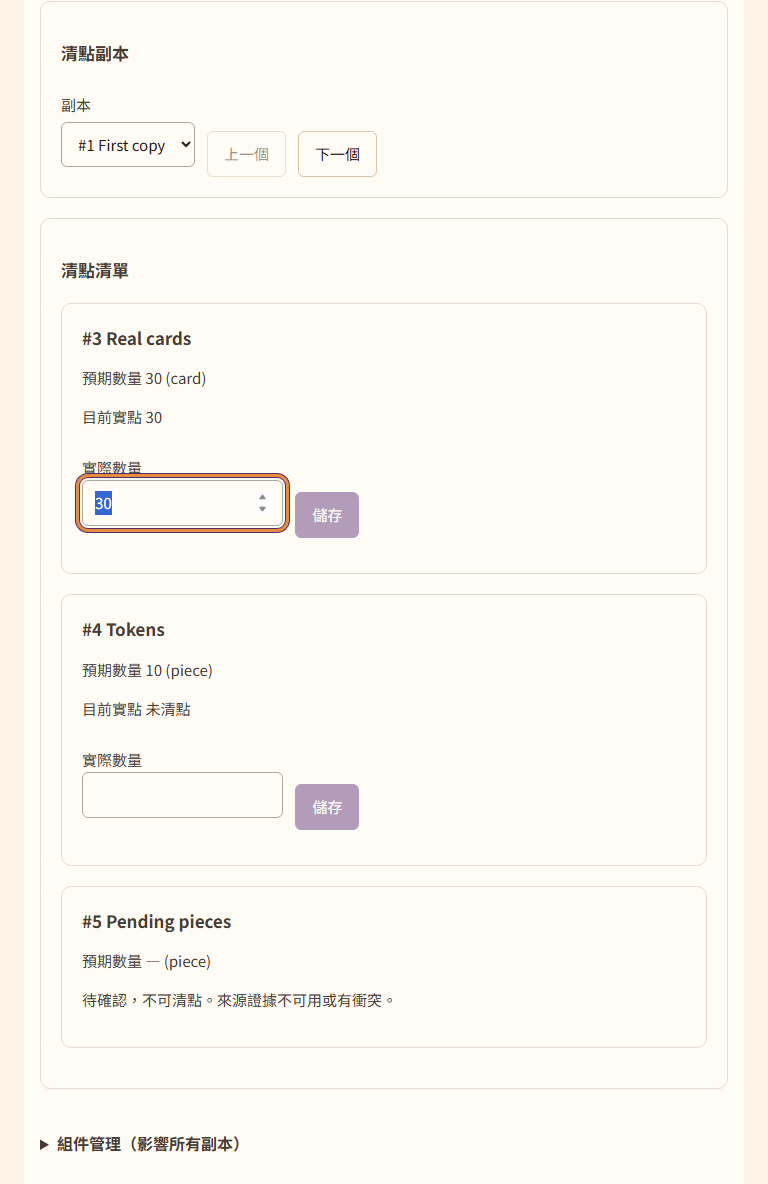 清點副本
副本
#1 First copy
上一個
下一個
清點清單
#3 Real cards
預期數量 30 (card)
目前實點 30
實際數量
30
儲存
#4 Tokens
預期數量 10 (piece)
目前實點 未清點
實際數量
儲存
#5 Pending pieces
預期數量 — (piece)
待確認，不可清點。來源證據不可用或有衝突。
組件管理（影響所有副本）